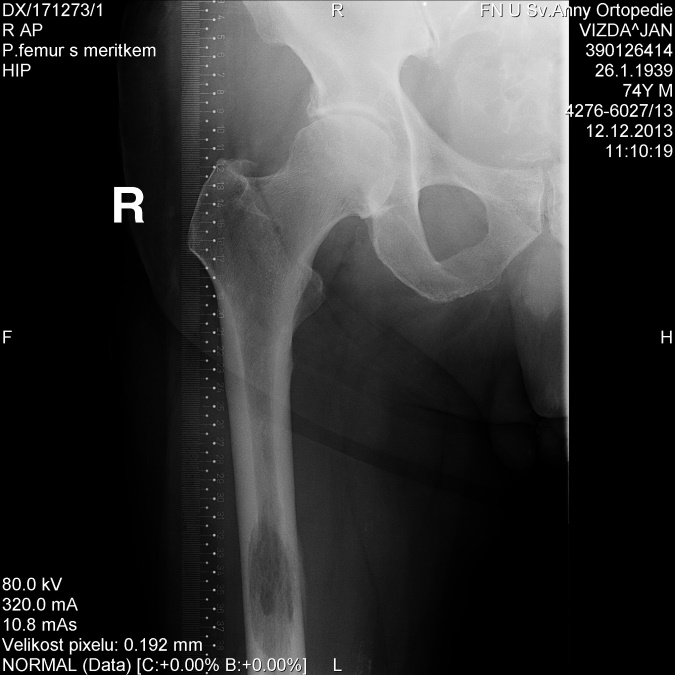 DX/171273/1
R AP
P.femur s meritkem
HIP
R
FN U Sv.Anny Ortopedie
VIZDA^JAN
390126414
26.1.1939
74Y M
4276-6027/13
12.12.2013
11:10:19
R
F
H
80.0 kV
320.0 mA
10.8 mAs
Velikost pixelu: 0.192 mm
NORMAL (Data) [C:+0.00% B:+0.00%]
L